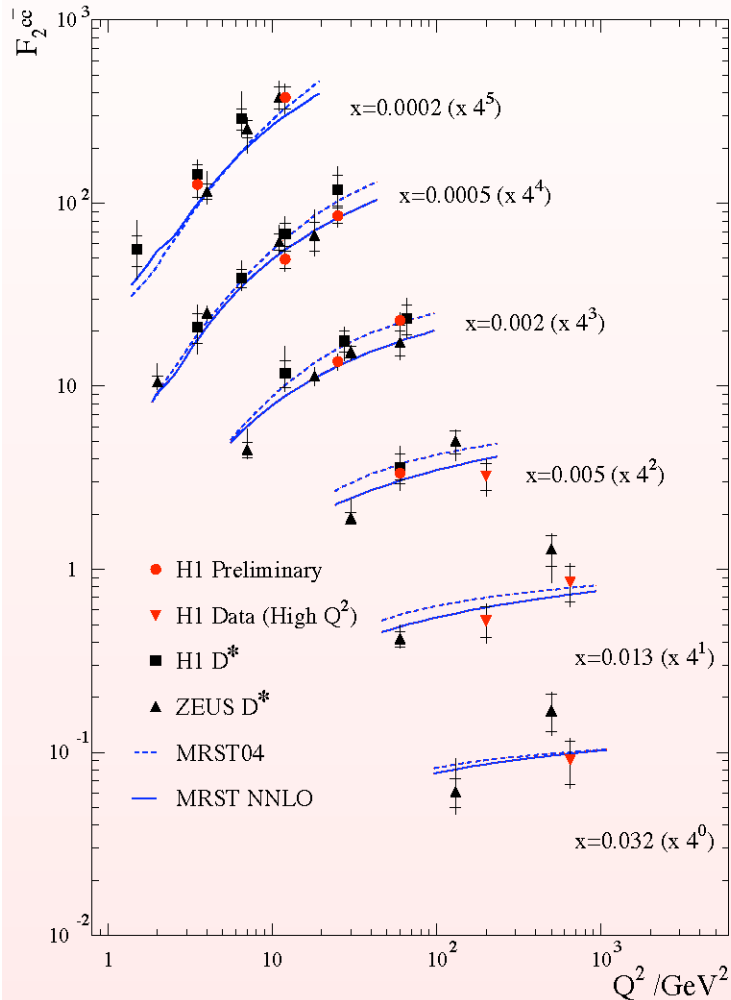 F₂ c̄c
10³
10²
10
1
10⁻¹
10⁻²
x=0.0002 (x 4⁵)
x=0.0005 (x 4⁴)
x=0.002 (x 4³)
x=0.005 (x 4²)
x=0.013 (x 4¹)
x=0.032 (x 4⁰)
H1 Preliminary
H1 Data (High Q²)
H1 D*
ZEUS D*
MRST04
MRST NNLO
1 10 10² 10³
Q² /GeV²